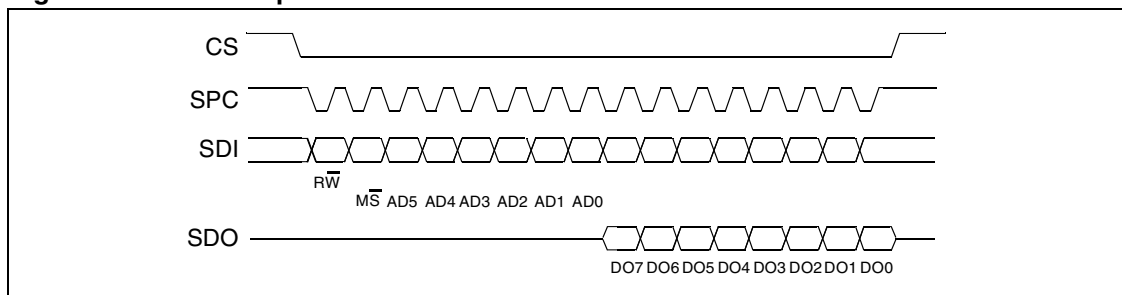 CS
SPC
SDI
RW̅
MS̅ AD5 AD4 AD3 AD2 AD1 AD0
SDO
DO7 DO6 DO5 DO4 DO3 DO2 DO1 DO0